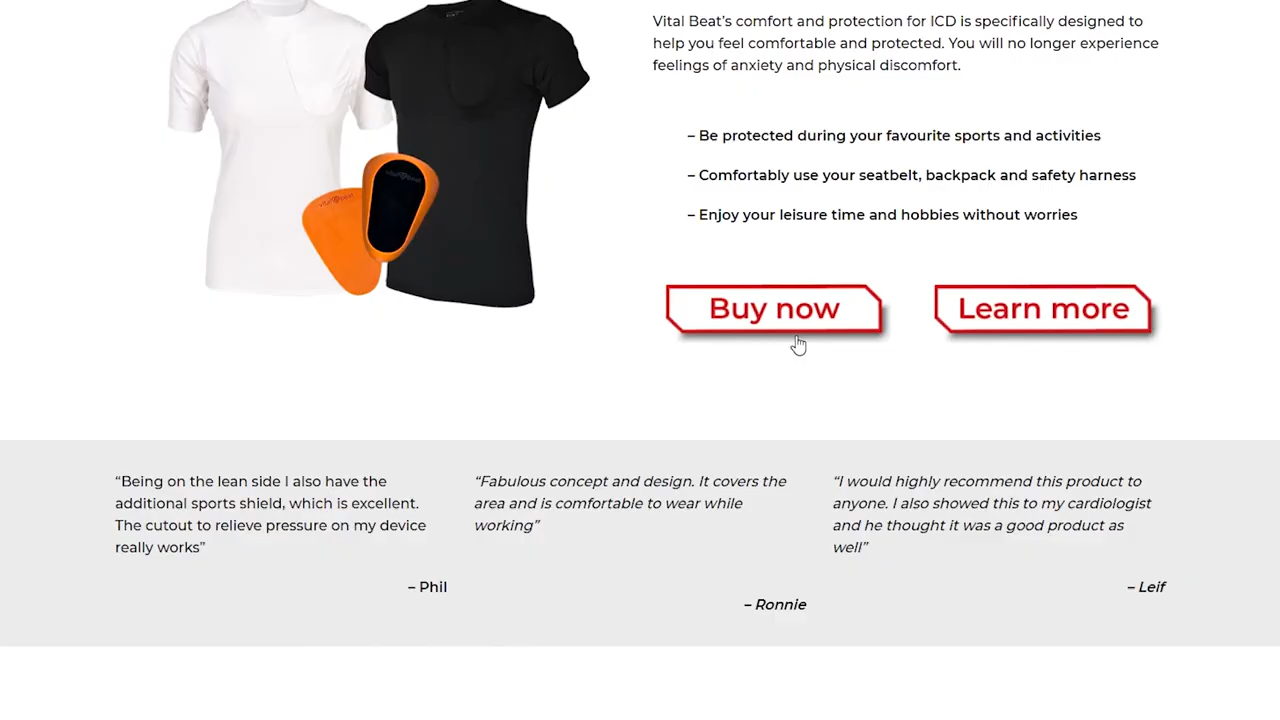 Vital Beat’s comfort and protection for ICD is specifically designed to
help you feel comfortable and protected. You will no longer experience
feelings of anxiety and physical discomfort.
– Be protected during your favourite sports and activities
– Comfortably use your seatbelt, backpack and safety harness
– Enjoy your leisure time and hobbies without worries
Buy now
Learn more
“Being on the lean side I also have the
additional sports shield, which is excellent.
The cutout to relieve pressure on my device
really works”
– Phil
“Fabulous concept and design. It covers the
area and is comfortable to wear while
working”
– Ronnie
“I would highly recommend this product to
anyone. I also showed this to my cardiologist
and he thought it was a good product as
well”
– Leif